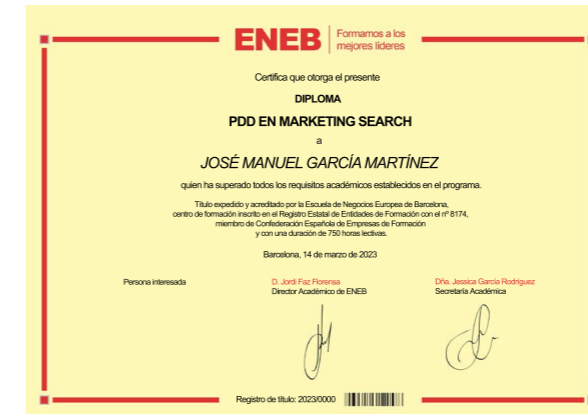 ENEB
Formamos a los
mejores líderes
Certifica que otorga el presente
DIPLOMA
PDD EN MARKETING SEARCH
a
JOSÉ MANUEL GARCÍA MARTÍNEZ
quien ha superado todos los requisitos académicos establecidos en el programa.
Título expedido y acreditado por la Escuela de Negocios Europea de Barcelona,
centro de formación inscrito en el Registro Estatal de Entidades de Formación con el nº 8174,
miembro de Confederación Española de Empresas de Formación
y con una duración de 750 horas lectivas.
Barcelona, 14 de marzo de 2023
Persona interesada
D. Jordi Faz Florensa
Director Académico de ENEB
Dña. Jessica García Rodríguez
Secretaría Académica
Registro de título: 2023/0000